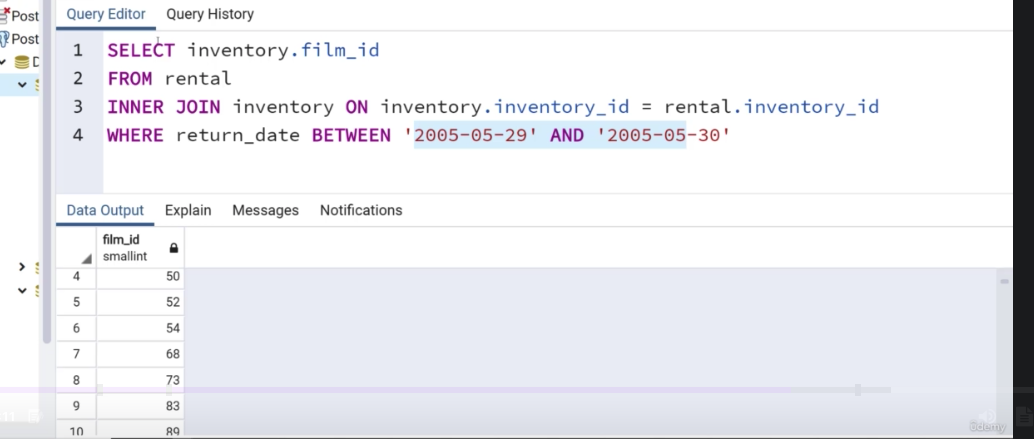 Post
Post
Query Editor Query History
1 SELECT inventory.film_id
2 FROM rental
3 INNER JOIN inventory ON inventory.inventory_id = rental.inventory_id
4 WHERE return_date BETWEEN '2005-05-29' AND '2005-05-30'
Data Output Explain Messages Notifications
film_id
smallint
4 50
5 52
6 54
7 68
8 73
9 83
10 89
ûdemy